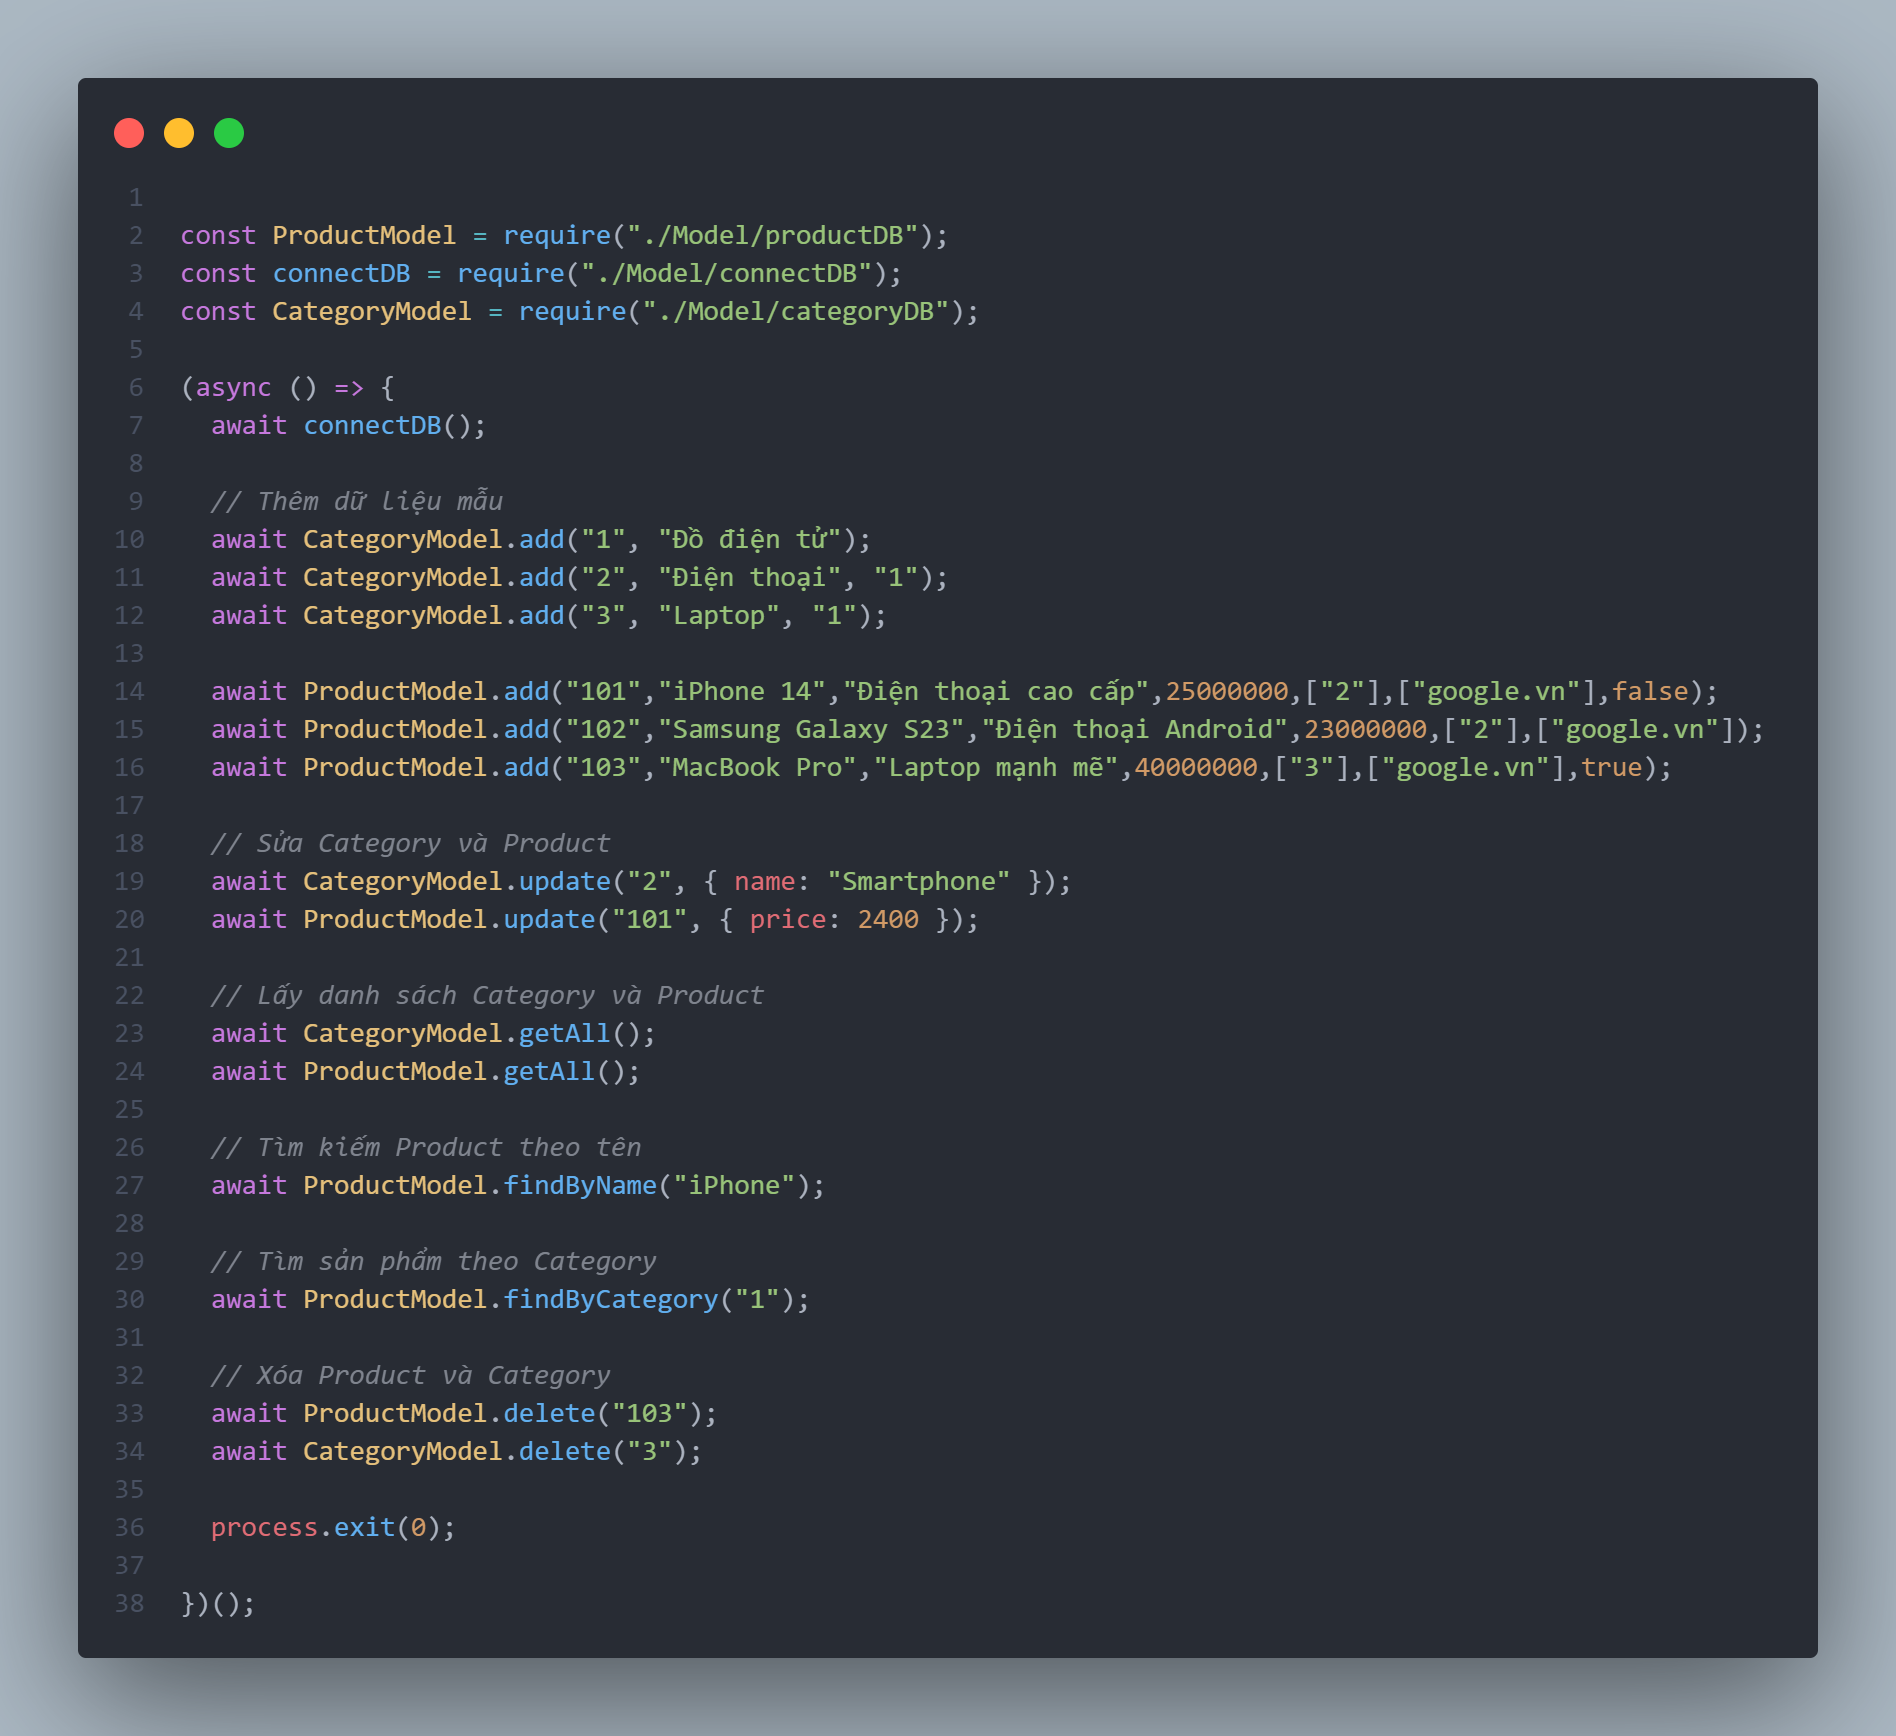 1
2 const ProductModel = require("./Model/productDB");
3 const connectDB = require("./Model/connectDB");
4 const CategoryModel = require("./Model/categoryDB");
5
6 (async () => {
7   await connectDB();
8
9   // Thêm dữ liệu mẫu
10   await CategoryModel.add("1", "Đồ điện tử");
11   await CategoryModel.add("2", "Điện thoại", "1");
12   await CategoryModel.add("3", "Laptop", "1");
13
14   await ProductModel.add("101","iPhone 14","Điện thoại cao cấp",25000000,["2"],["google.vn"],false);
15   await ProductModel.add("102","Samsung Galaxy S23","Điện thoại Android",23000000,["2"],["google.vn"]);
16   await ProductModel.add("103","MacBook Pro","Laptop mạnh mẽ",40000000,["3"],["google.vn"],true);
17
18   // Sửa Category và Product
19   await CategoryModel.update("2", { name: "Smartphone" });
20   await ProductModel.update("101", { price: 2400 });
21
22   // Lấy danh sách Category và Product
23   await CategoryModel.getAll();
24   await ProductModel.getAll();
25
26   // Tìm kiếm Product theo tên
27   await ProductModel.findByName("iPhone");
28
29   // Tìm sản phẩm theo Category
30   await ProductModel.findByCategory("1");
31
32   // Xóa Product và Category
33   await ProductModel.delete("103");
34   await CategoryModel.delete("3");
35
36   process.exit(0);
37
38 })();